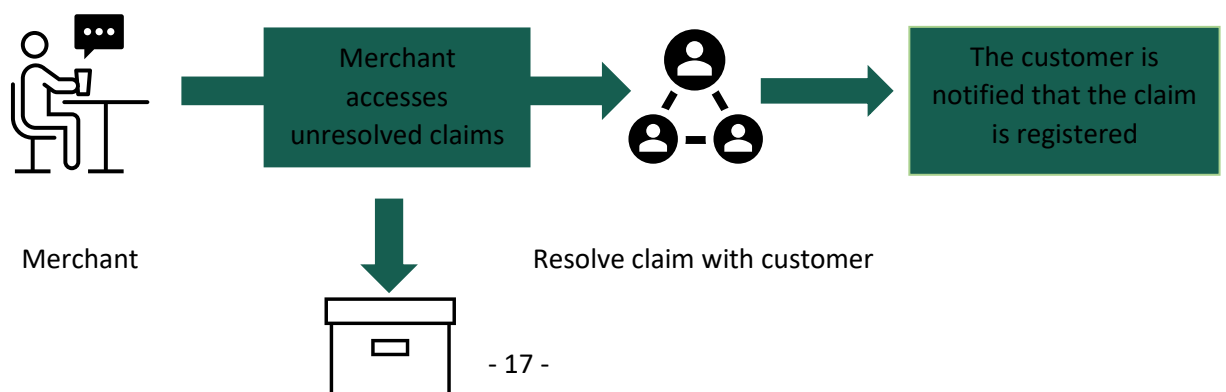 Merchant
accesses
unresolved claims
The customer is
notified that the claim
is registered
Merchant
Resolve claim with customer
- 17 -